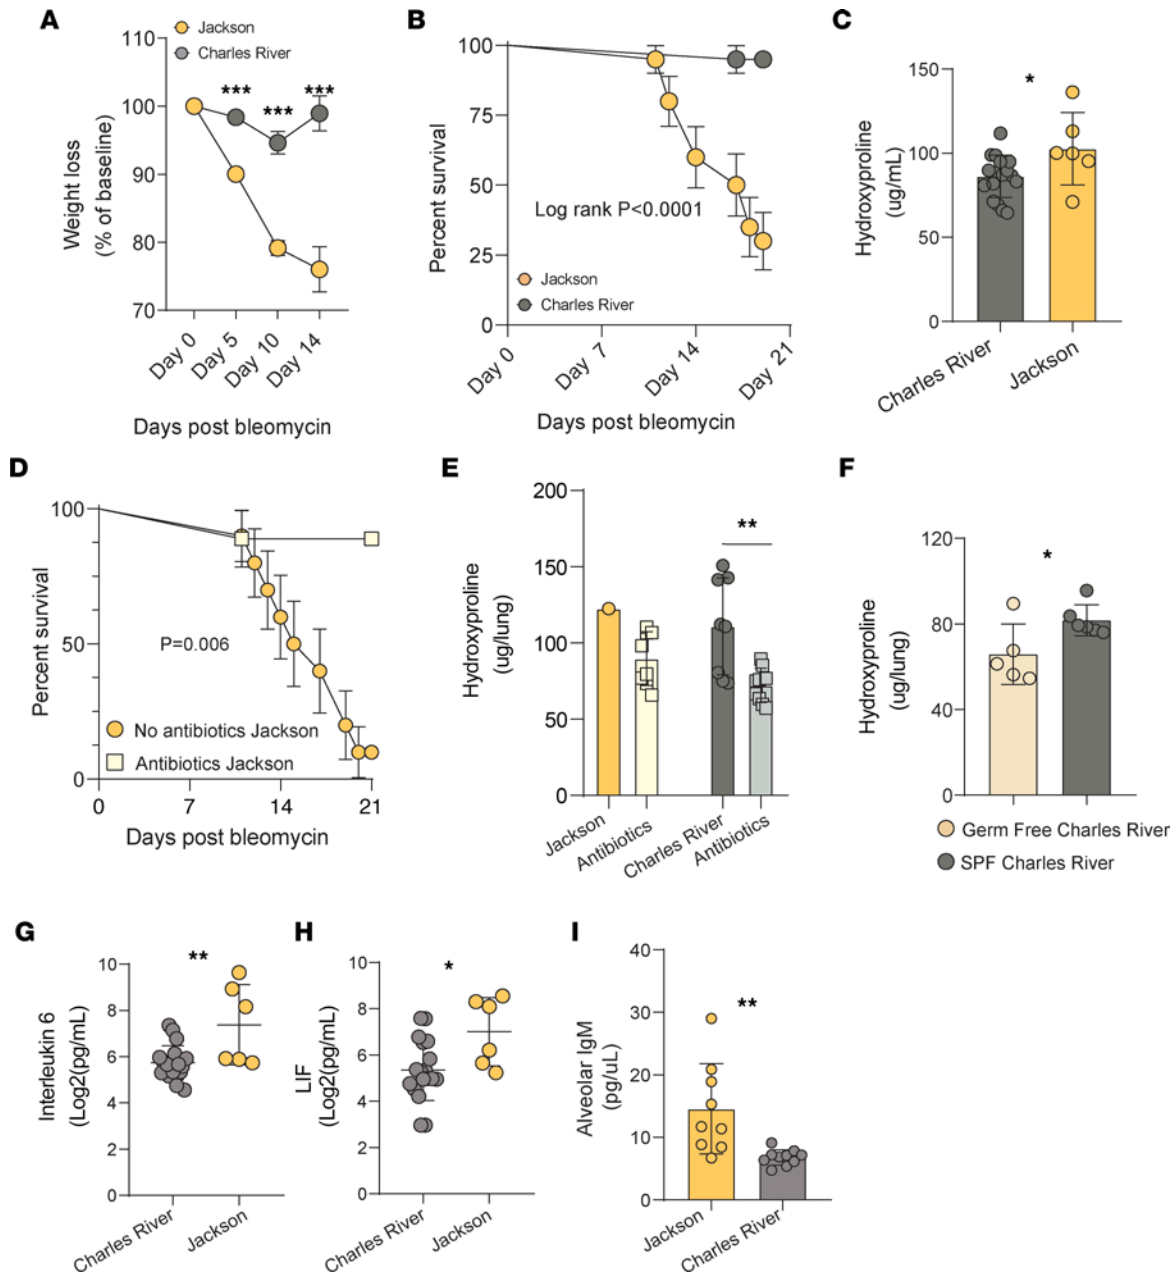 A
Jackson
Charles River
110
100
90
80
70
*** *** ***
Weight loss
(% of baseline)
Day 0
Day 5
Day 10
Day 14
Days post bleomycin
B
100
75
50
25
0
Percent survival
Log rank P<0.0001
Jackson
Charles River
Day 0
Day 7
Day 14
Day 21
Days post bleomycin
C
150
100
50
0
*
Hydroxyproline
(ug/mL)
Charles River
Jackson
D
100
50
0
Percent survival
P=0.006
No antibiotics Jackson
Antibiotics Jackson
0 7 14 21
Days post bleomycin
E
200
150
100
50
0
**
Hydroxyproline
(ug/lung)
Jackson
Antibiotics
Charles River
Antibiotics
F
120
80
40
0
*
Hydroxyproline
(ug/lung)
Germ Free Charles River
SPF Charles River
G
10
8
6
4
2
0
**
Interleukin 6
(Log2(pg/mL)
Charles River
Jackson
H
10
8
6
4
2
0
*
LIF
(Log2(pg/mL)
Charles River
Jackson
I
40
30
20
10
0
**
Alveolar IgM
(pg/uL)
Jackson
Charles River